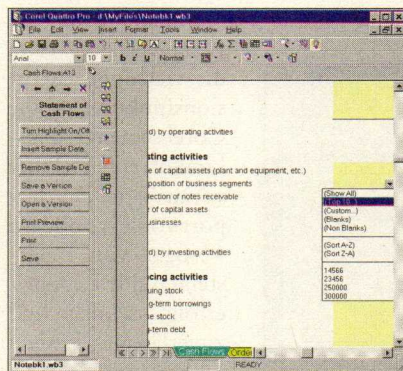 Corel Quattro Pro - d:\MyFiles\Notebk1.wb3
File Edit View Insert Format Tools Window Help
Arial 10 b i u Normal
Cash Flows:A13
Statement of
Cash Flows
Turn Highlight On/Off
Insert Sample Data
Remove Sample Da
Save a Version
Open a Version
Print Preview
Print
Save
d) by operating activities
sting activities
e of capital assets (plant and equipment, etc.)
position of business segments
lection of notes receivable
e of capital assets
usinesses
d) by investing activities
ncing activities
uing stock
g-term borrowings
se stock
g-term debt
(Show All)
(Top 10...)
(Custom...)
(Blanks)
(Non Blanks)
(Sort A-Z)
(Sort Z-A)
14566
23456
250000
300000
Cash Flows Order
Notebk1.wb3 READY